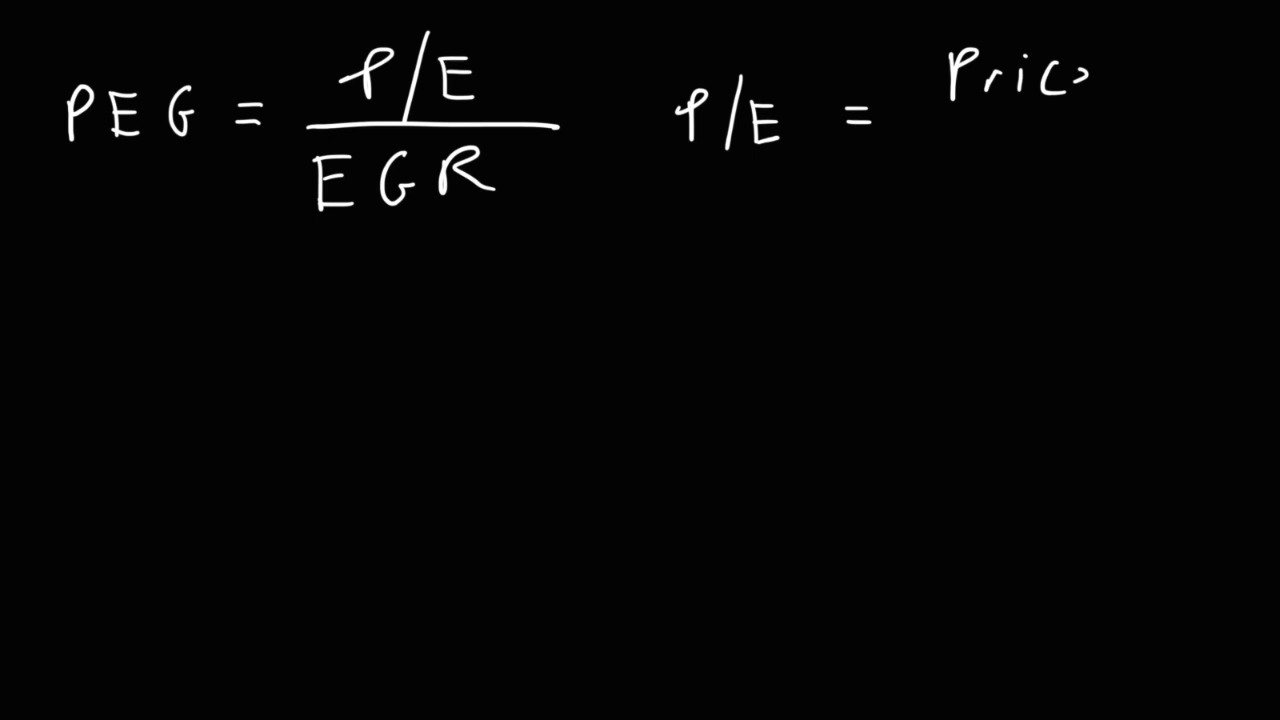 PEG = P/E / EGR
P/E = Pric